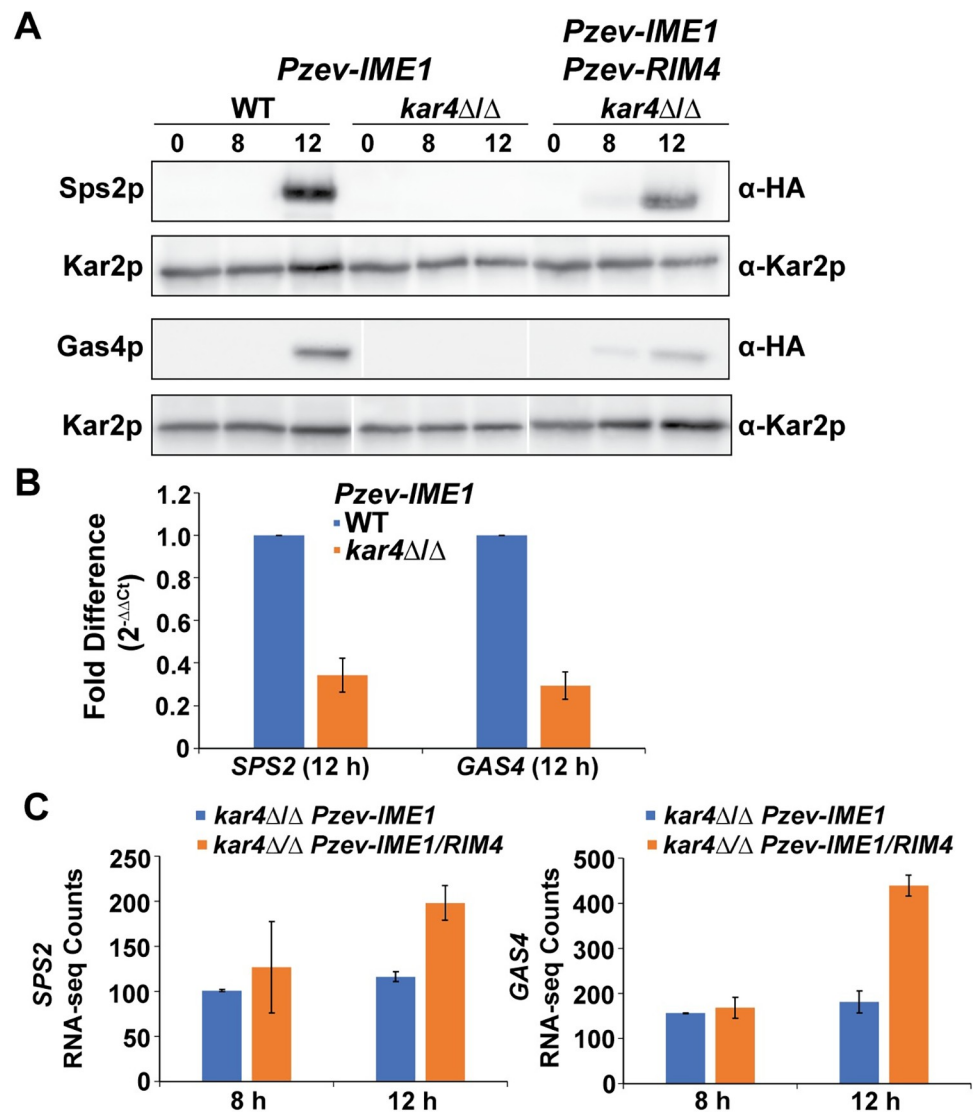 A
Pzev-IME1
Pzev-IME1
Pzev-RIM4
WT kar4Δ/Δ kar4Δ/Δ
0 8 12 0 8 12 0 8 12
Sps2p α-HA
Kar2p α-Kar2p
Gas4p α-HA
Kar2p α-Kar2p
B
Pzev-IME1
WT
kar4Δ/Δ
Fold Difference
(2-ΔΔCt)
1.2
1.0
0.8
0.6
0.4
0.2
0
SPS2 (12 h) GAS4 (12 h)
C
kar4Δ/Δ Pzev-IME1
kar4Δ/Δ Pzev-IME1/RIM4
SPS2
RNA-seq Counts
250
200
150
100
50
0
8 h 12 h
kar4Δ/Δ Pzev-IME1
kar4Δ/Δ Pzev-IME1/RIM4
GAS4
RNA-seq Counts
500
400
300
200
100
0
8 h 12 h